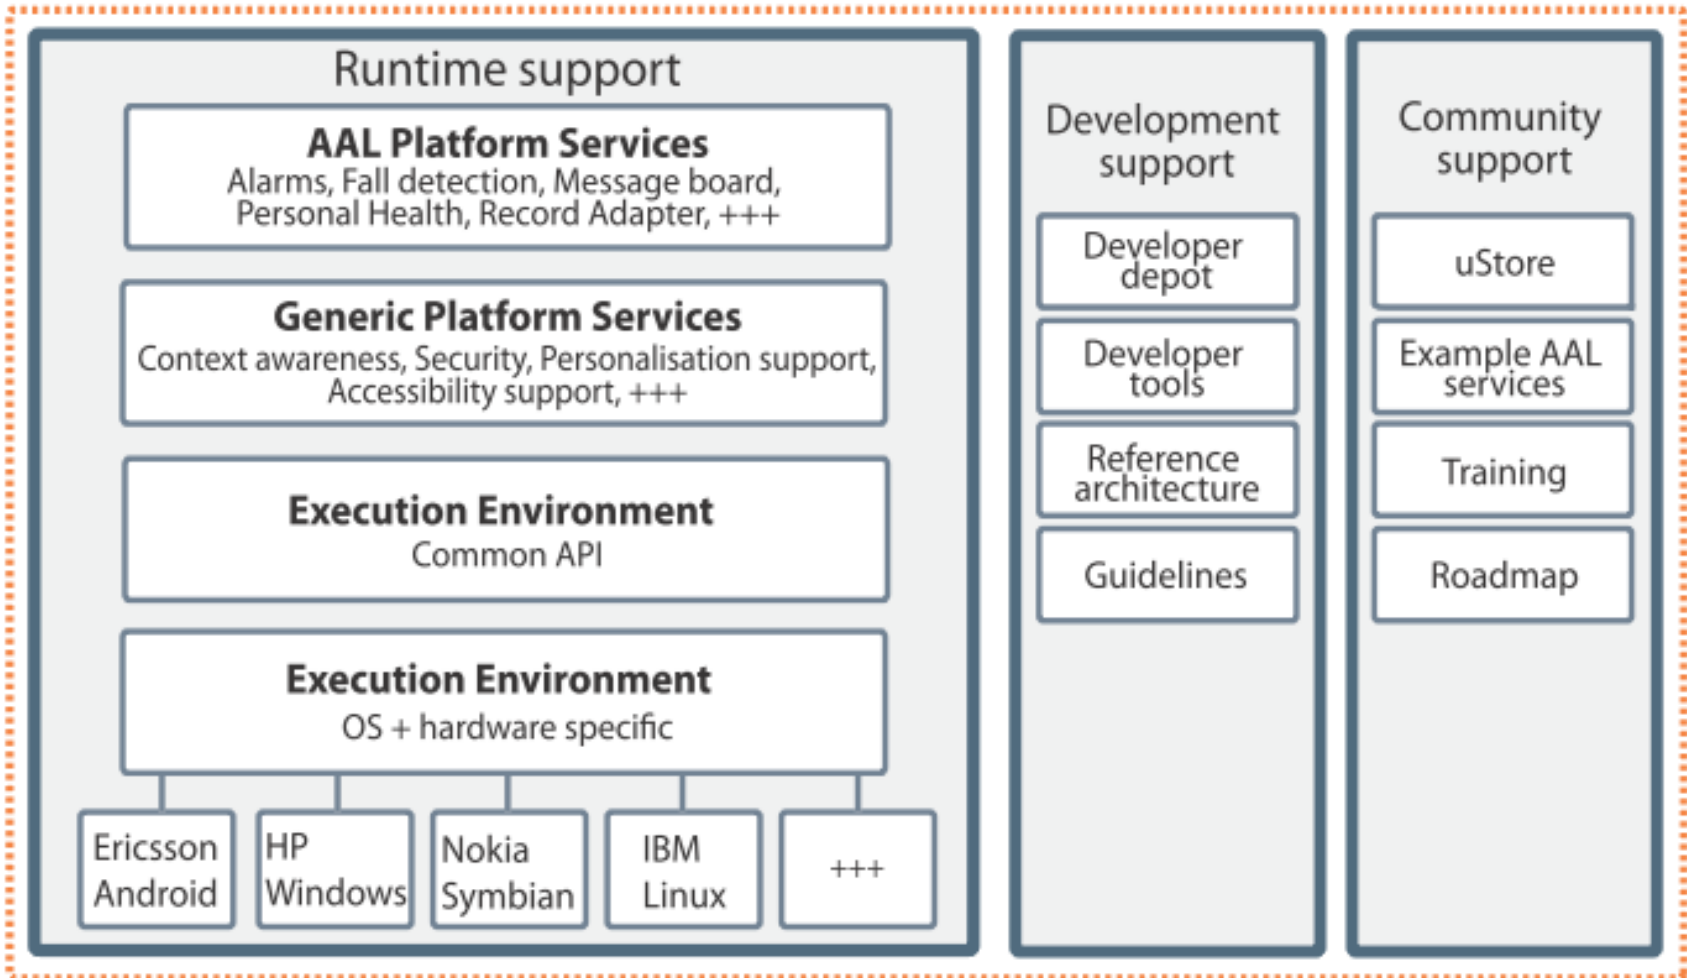 Runtime support
AAL Platform Services
Alarms, Fall detection, Message board,
Personal Health, Record Adapter, +++
Generic Platform Services
Context awareness, Security, Personalisation support,
Accessibility support, +++
Execution Environment
Common API
Execution Environment
OS + hardware specific
Ericsson
Android
HP
Windows
Nokia
Symbian
IBM
Linux
+++
Development
support
Developer
depot
Developer
tools
Reference
architecture
Guidelines
Community
support
uStore
Example AAL
services
Training
Roadmap